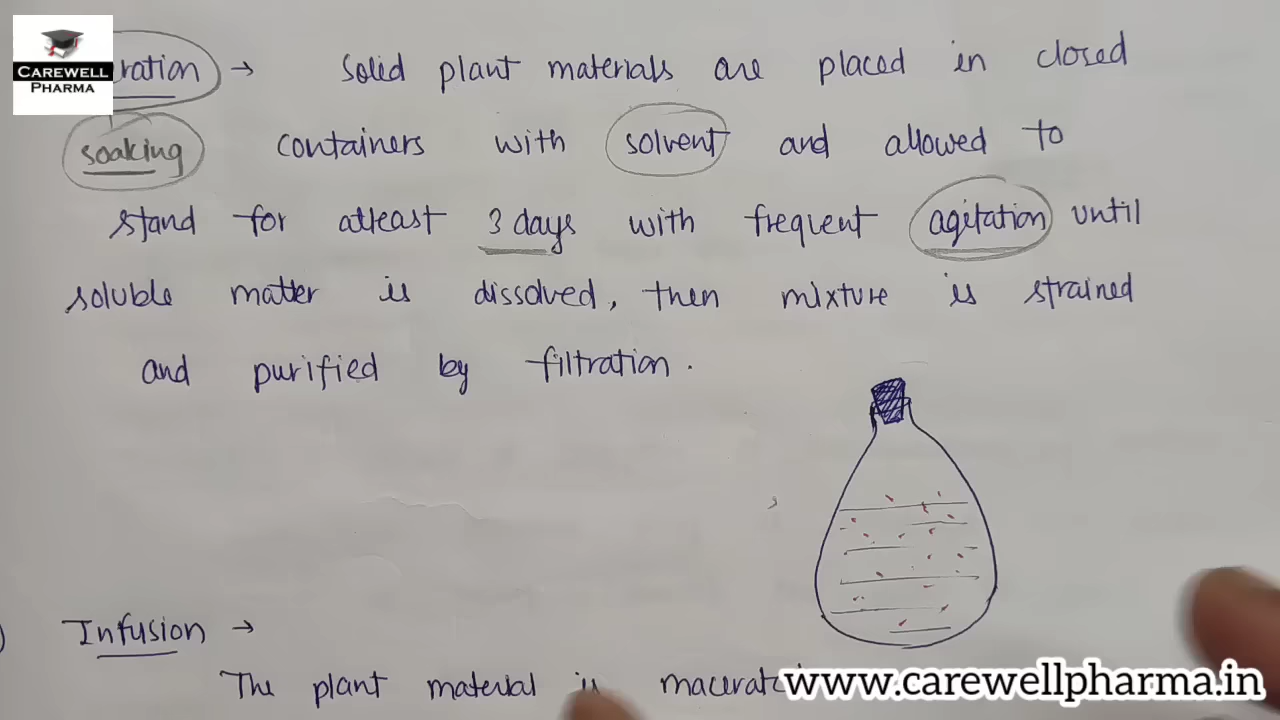 CAREWELL
PHARMA
ration → Solid plant materials are placed in closed
soaking containers with solvent and allowed to
stand for atleast 3 days with frequent agitation until
soluble matter is dissolved, then mixture is strained
and purified by filtration.
Infusion →
The plant material is
www.carewellpharma.in